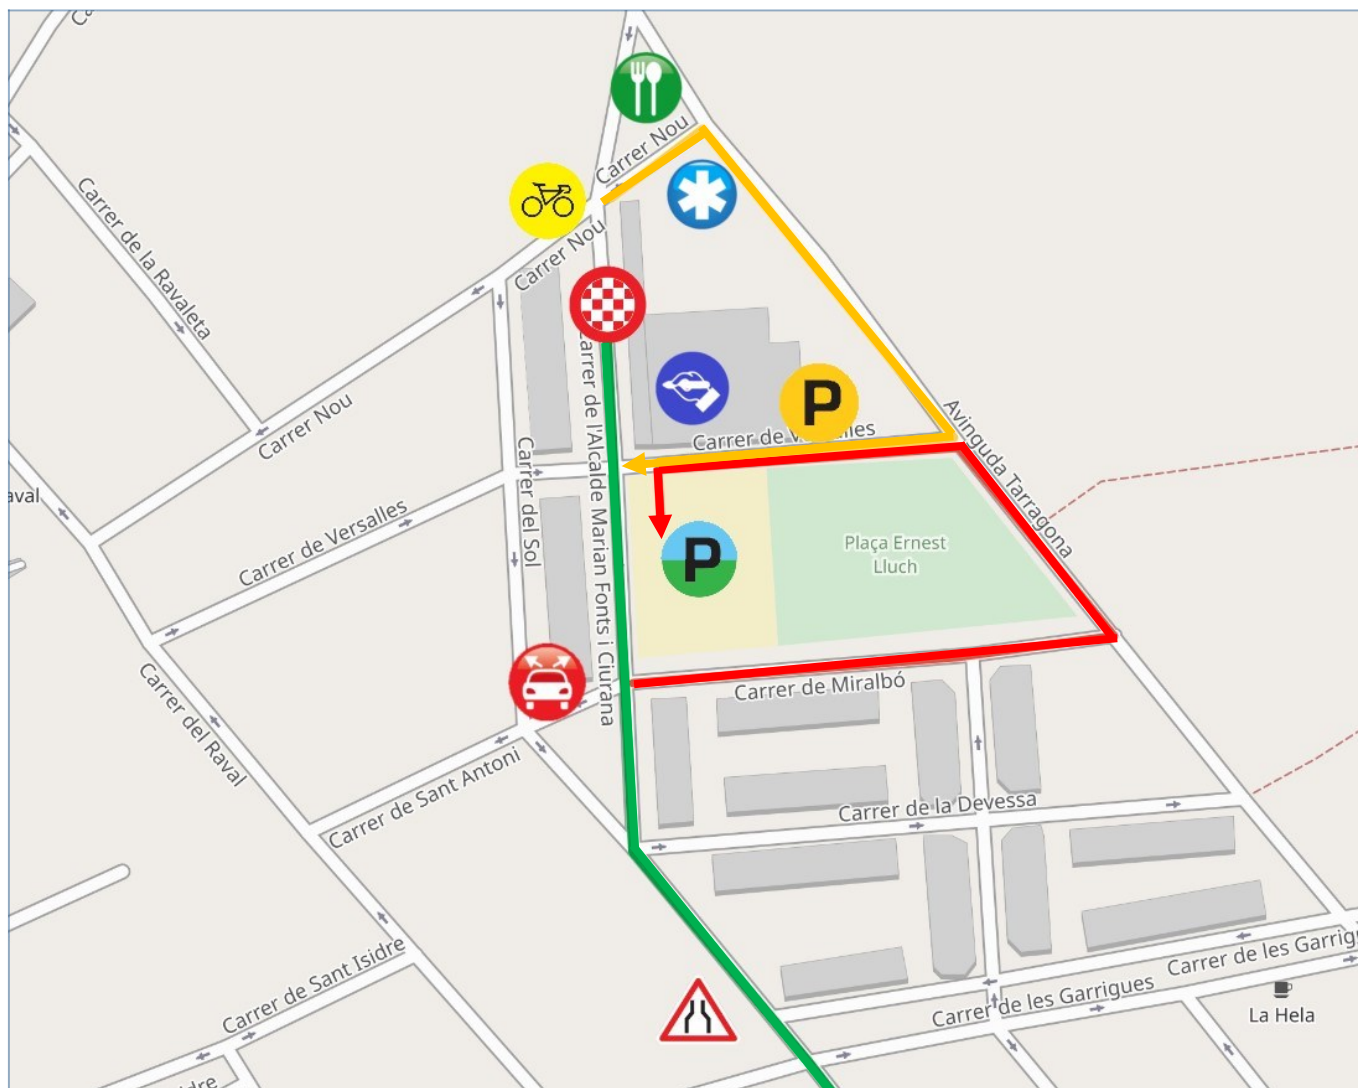 Carrer Nou
Carrer Nou
Carrer de la Ravaleta
Carrer Nou
Avinguda Tarragona
P
Carrer de Versalles
Carrer del Sol
Carrer de l'Alcalde Marian Fonts i Ciurana
aval
Carrer de Versalles
P
Plaça Ernest
Lluch
Carrer de Miralbó
Carrer del Raval
Carrer de Sant Antoni
Carrer de la Devessa
Carrer de Sant Isidre
Carrer de les Garrigu
Carrer de les Garrigues
La Hela
idre